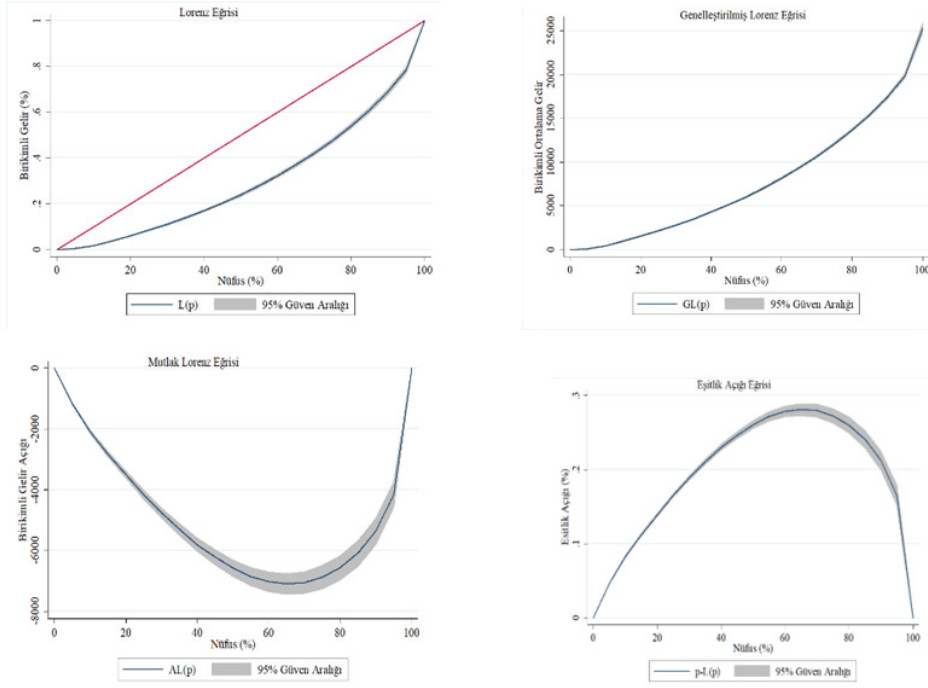 Lorenz Eğrisi
Birikimli Gelir (%)
1
.8
.6
.4
.2
0
0 20 40 60 80 100
Nüfus (%)
L(p) 95% Güven Aralığı
Genelleştirilmiş Lorenz Eğrisi
Birikimli Ortalama Gelir
25000
20000
15000
10000
5000
0
0 20 40 60 80 100
Nüfus (%)
GL(p) 95% Güven Aralığı
Mutlak Lorenz Eğrisi
Birikimli Gelir Açığı
0
-2000
-4000
-6000
-8000
0 20 40 60 80 100
Nüfus (%)
AL(p) 95% Güven Aralığı
Eşitlik Açığı Eğrisi
Esitlik Açığı (%)
.3
.2
.1
0
0 20 40 60 80 100
Nüfus (%)
p-L(p) 95% Güven Aralığı